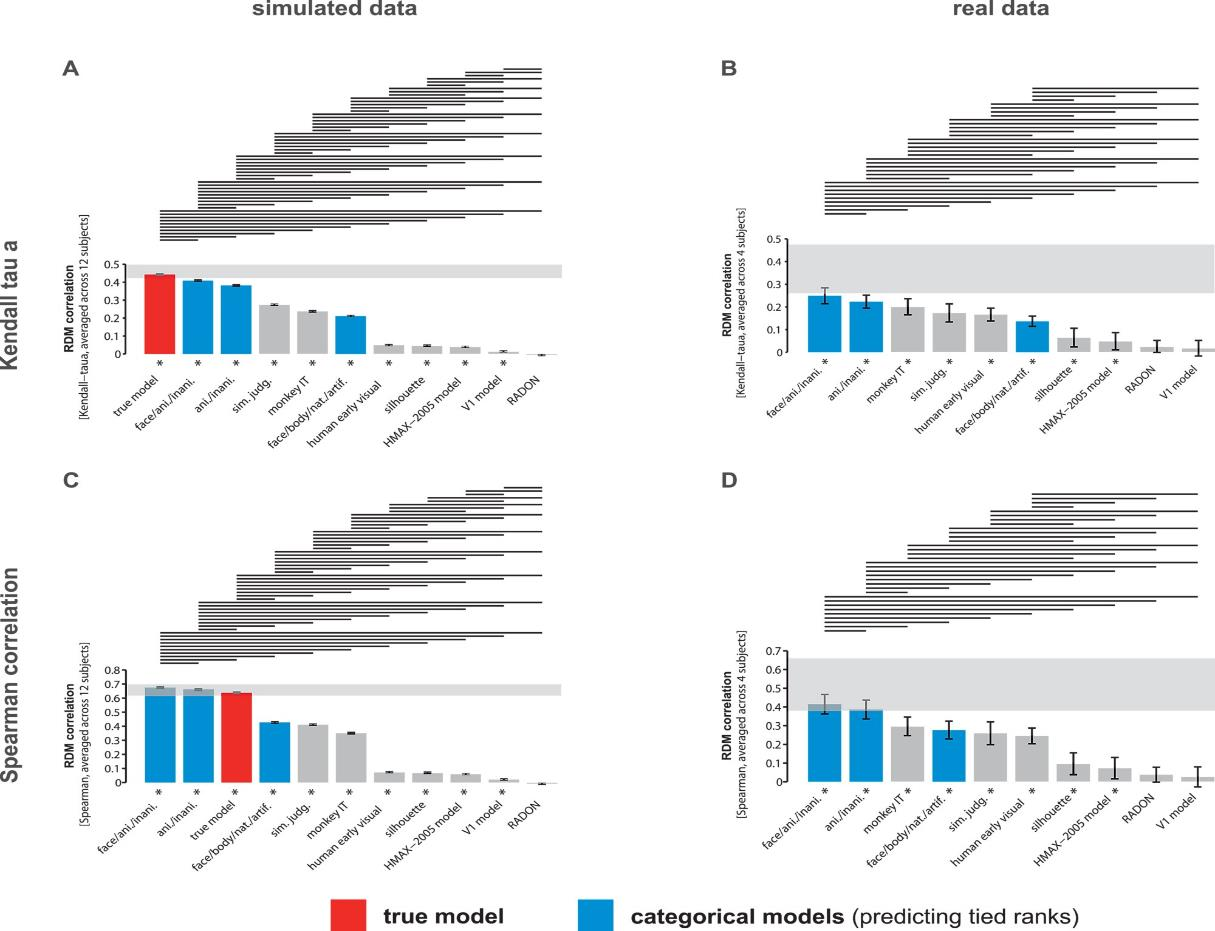 simulated data
real data
Kendall tau a
A
RDM correlation
[Kendall−taua, averaged across 12 subjects]
0.5
0.4
0.3
0.2
0.1
0
* * * * * * * * * *
true model
face/ani./inani.
ani./inani.
sim. judg.
monkey IT
face/body/nat./artif.
human early visual
silhouette
HMAX−2005 model
V1 model
RADON
B
RDM correlation
[Kendall−taua, averaged across 4 subjects]
0.5
0.4
0.3
0.2
0.1
0
face/ani./inani. *
ani./inani. *
monkey IT *
sim. judg. *
human early visual *
face/body/nat./artif. *
silhouette *
HMAX−2005 model *
RADON
V1 model
Spearman correlation
C
RDM correlation
[Spearman, averaged across 12 subjects]
0.8
0.7
0.6
0.5
0.4
0.3
0.2
0.1
0
* * * * * * * * * *
face/ani./inani.
ani./inani.
true model
face/body/nat./artif.
sim. judg.
monkey IT
human early visual
silhouette
HMAX−2005 model
V1 model
RADON
D
RDM correlation
[Spearman, averaged across 4 subjects]
0.7
0.6
0.5
0.4
0.3
0.2
0.1
0
face/ani./inani. *
ani./inani. *
monkey IT *
face/body/nat./artif. *
sim. judg. *
human early visual *
silhouette *
HMAX−2005 model *
RADON
V1 model
true model
categorical models (predicting tied ranks)